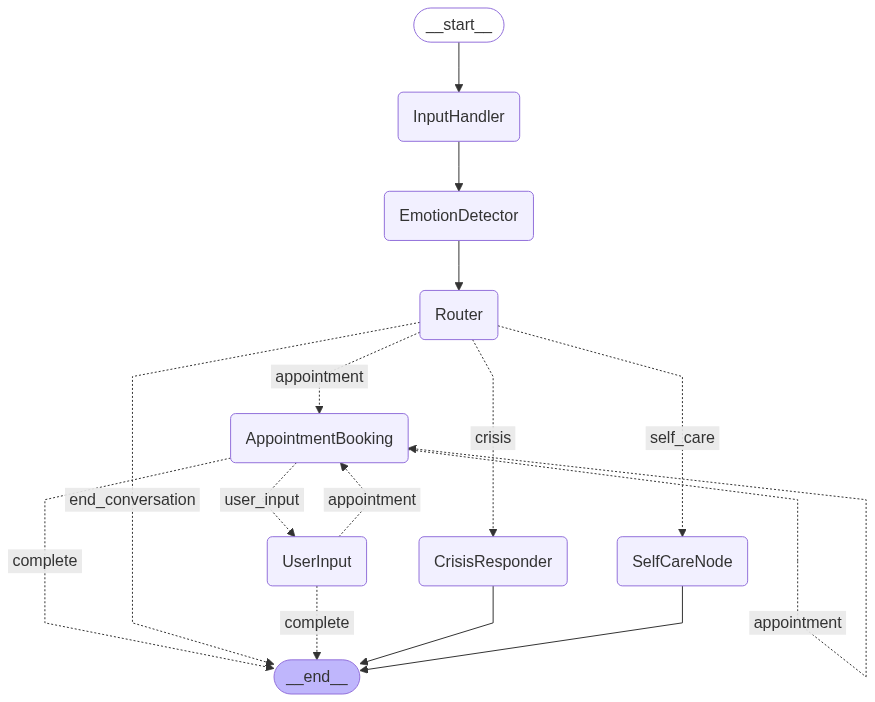 __start__
InputHandler
EmotionDetector
Router
appointment
AppointmentBooking
crisis
self_care
end_conversation
user_input
appointment
complete
UserInput
CrisisResponder
SelfCareNode
complete
appointment
__end__